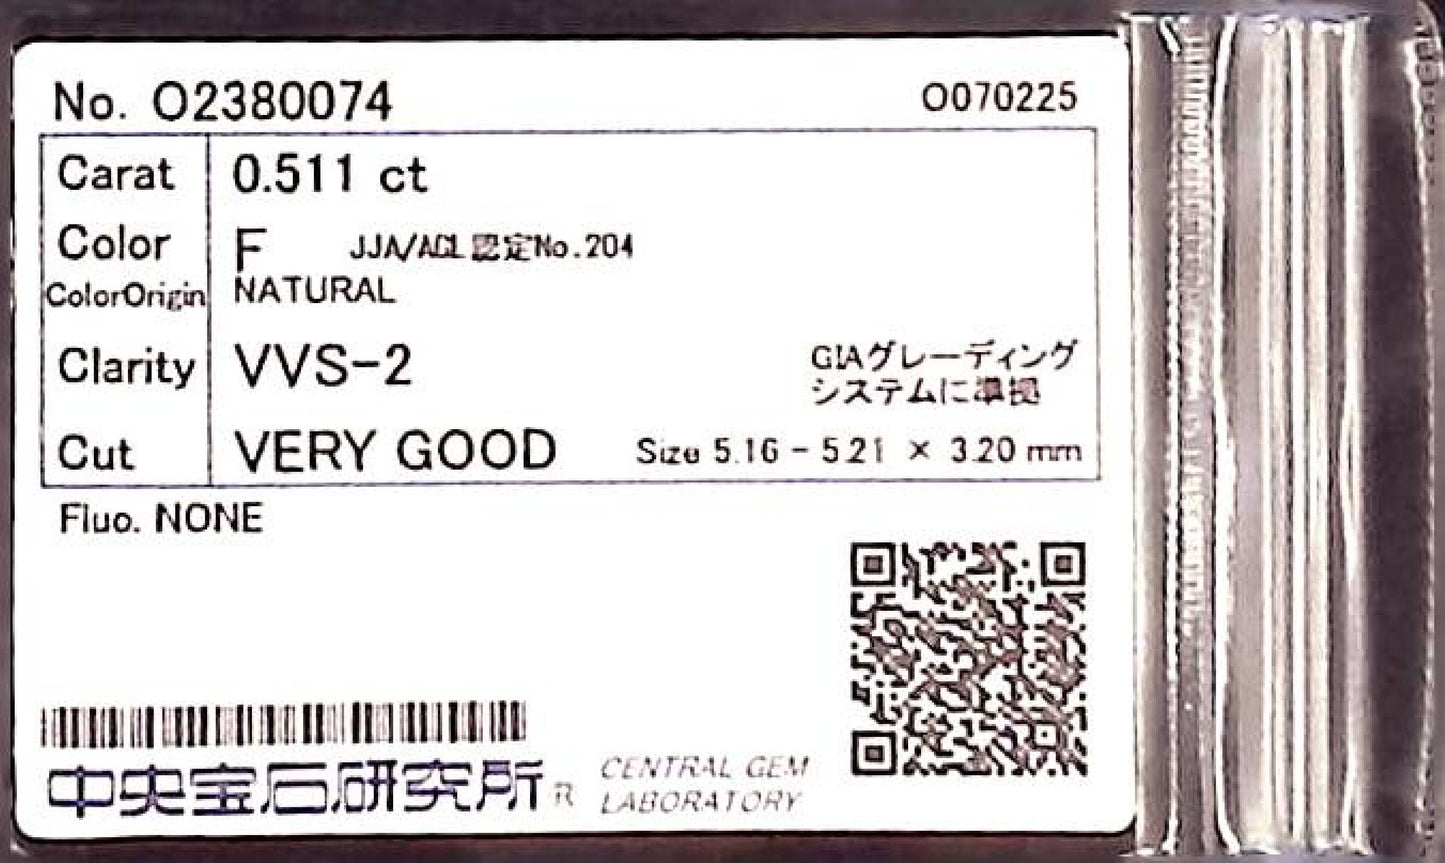 No. O2380074 O070225
Carat 0.511 ct
Color F JJA/AGL認定No.204
ColorOrigin NATURAL
Clarity VVS-2 GIAグレーディング
システムに準拠
Cut VERY GOOD Size 5.16 - 5.21 × 3.20 mm
Fluo. NONE
中央宝石研究所 R CENTRAL GEM
LABORATORY